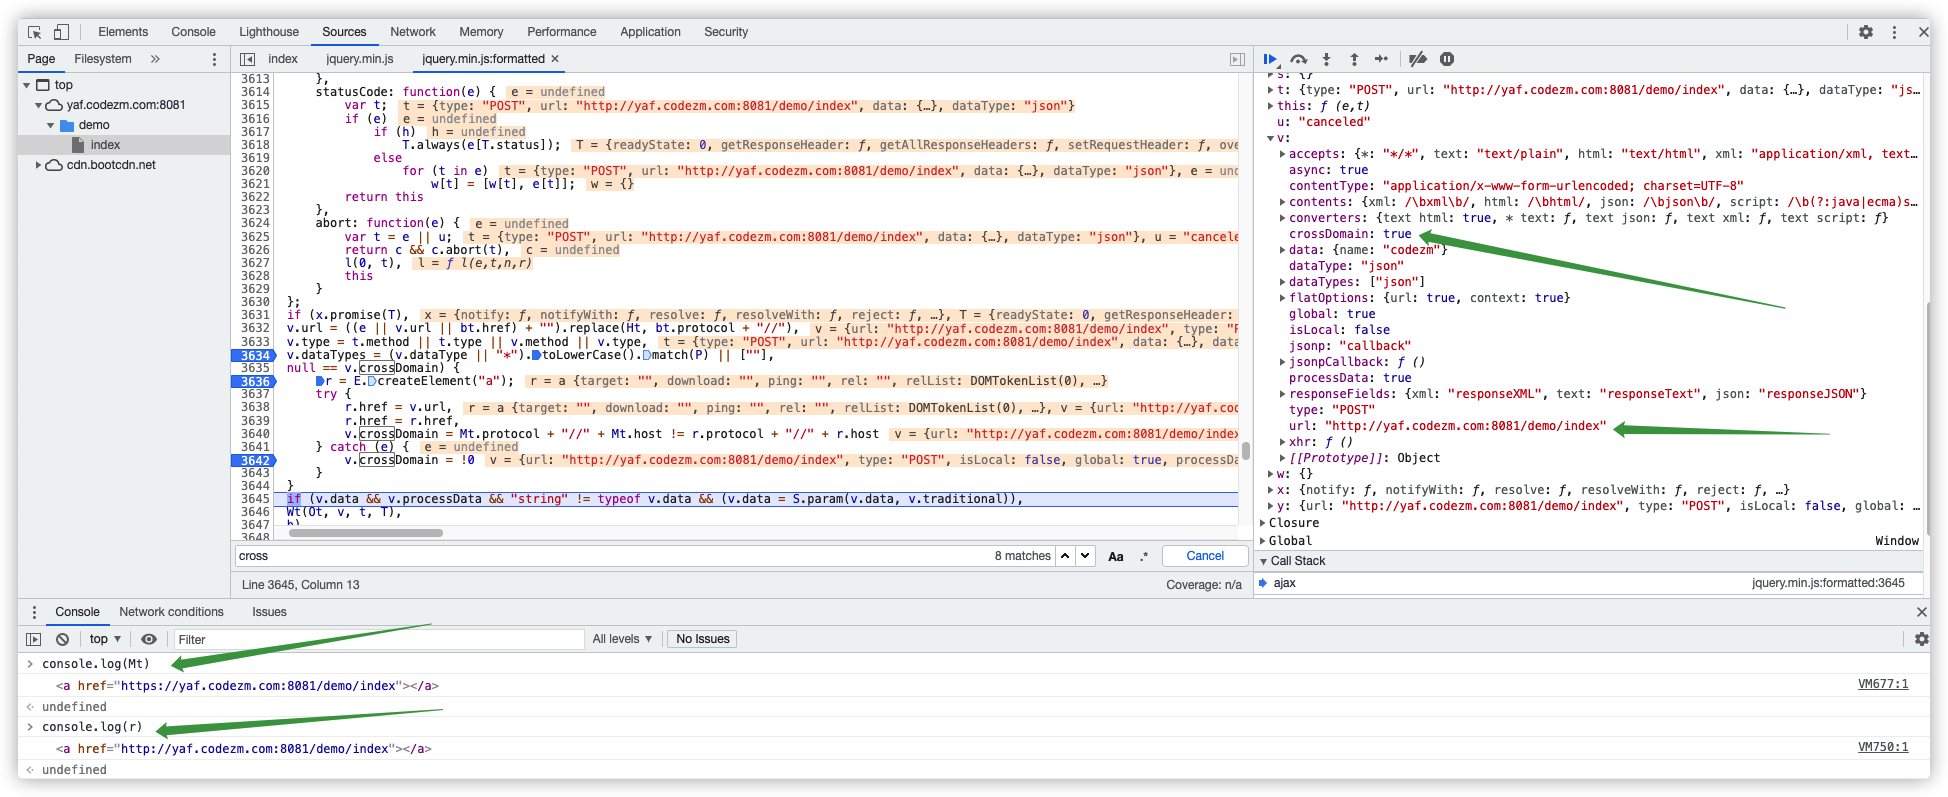 Elements Console Lighthouse Sources Network Memory Performance Application Security
Page Filesystem » index jquery.min.js jquery.min.js:formatted ×
top
yaf.codezm.com:8081
demo
index
cdn.bootcdn.net
3613 },
3614 statusCode: function(e) { e = undefined
3615 var t; t = {type: "POST", url: "http://yaf.codezm.com:8081/demo/index", data: {…}, dataType: "json"}
3616 if (e) e = undefined
3617 if (h) h = undefined
3618 T.always(e[T.status]); T = {readyState: 0, getResponseHeader: ƒ, getAllResponseHeaders: ƒ, setRequestHeader: ƒ, ove
3619 else
3620 for (t in e) t = {type: "POST", url: "http://yaf.codezm.com:8081/demo/index", data: {…}, dataType: "json"}, e = und
3621 w[t] = [w[t], e[t]]; w = {}
3622 return this
3623 },
3624 abort: function(e) { e = undefined
3625 var t = e || u; t = {type: "POST", url: "http://yaf.codezm.com:8081/demo/index", data: {…}, dataType: "json"}, u = "cancele
3626 return c && c.abort(t), c = undefined
3627 l(0, t), l = ƒ l(e,t,n,r)
3628 this
3629 }
3630 };
3631 if (x.promise(T), x = {notify: ƒ, notifyWith: ƒ, resolve: ƒ, resolveWith: ƒ, reject: ƒ, …}, T = {readyState: 0, getResponseHeader:
3632 v.url = ((e || v.url || bt.href) + "").replace(Ht, bt.protocol + "//"), v = {url: "http://yaf.codezm.com:8081/demo/index", type: "P
3633 v.type = t.method || t.type || v.method || v.type, t = {type: "POST", url: "http://yaf.codezm.com:8081/demo/index", data: {…}, dat
3634 v.dataTypes = (v.dataType || "*").toLowerCase().match(P) || [""],
3635 null == v.crossDomain) {
3636 r = E.createElement("a"); r = a {target: "", download: "", ping: "", rel: "", relList: DOMTokenList(0), …}
3637 try {
3638 r.href = v.url, r = a {target: "", download: "", ping: "", rel: "", relList: DOMTokenList(0), …}, v = {url: "http://yaf.cod
3639 r.href = r.href,
3640 v.crossDomain = Mt.protocol + "//" + Mt.host != r.protocol + "//" + r.host v = {url: "http://yaf.codezm.com:8081/demo/index
3641 } catch (e) { e = undefined
3642 v.crossDomain = !0 v = {url: "http://yaf.codezm.com:8081/demo/index", type: "POST", isLocal: false, global: true, processDa
3643 }
3644 }
3645 if (v.data && v.processData && "string" != typeof v.data && (v.data = S.param(v.data, v.traditional)),
3646 Wt(Ot, v, t, T),
3647 h)
3648
cross 8 matches Aa .* Cancel
Line 3645, Column 13 Coverage: n/a
s: {}
t: {type: "POST", url: "http://yaf.codezm.com:8081/demo/index", data: {…}, dataType: "js…
this: ƒ (e,t)
u: "canceled"
v:
accepts: {*: "*/*", text: "text/plain", html: "text/html", xml: "application/xml, text…
async: true
contentType: "application/x-www-form-urlencoded; charset=UTF-8"
contents: {xml: /\bxml\b/, html: /\bhtml/, json: /\bjson\b/, script: /\b(?:java|ecma)s…
converters: {text html: true, * text: ƒ, text json: ƒ, text xml: ƒ, text script: ƒ}
crossDomain: true
data: {name: "codezm"}
dataType: "json"
dataTypes: ["json"]
flatOptions: {url: true, context: true}
global: true
isLocal: false
jsonp: "callback"
jsonpCallback: ƒ ()
processData: true
responseFields: {xml: "responseXML", text: "responseText", json: "responseJSON"}
type: "POST"
url: "http://yaf.codezm.com:8081/demo/index"
xhr: ƒ ()
[[Prototype]]: Object
w: {}
x: {notify: ƒ, notifyWith: ƒ, resolve: ƒ, resolveWith: ƒ, reject: ƒ, …}
y: {url: "http://yaf.codezm.com:8081/demo/index", type: "POST", isLocal: false, global: …
Closure
Global Window
Call Stack
ajax jquery.min.js:formatted:3645
Console Network conditions Issues
top ▼ Filter All levels ▼ No Issues
> console.log(Mt)
<a href="https://yaf.codezm.com:8081/demo/index"></a> VM677:1
undefined
> console.log(r)
<a href="http://yaf.codezm.com:8081/demo/index"></a> VM750:1
undefined